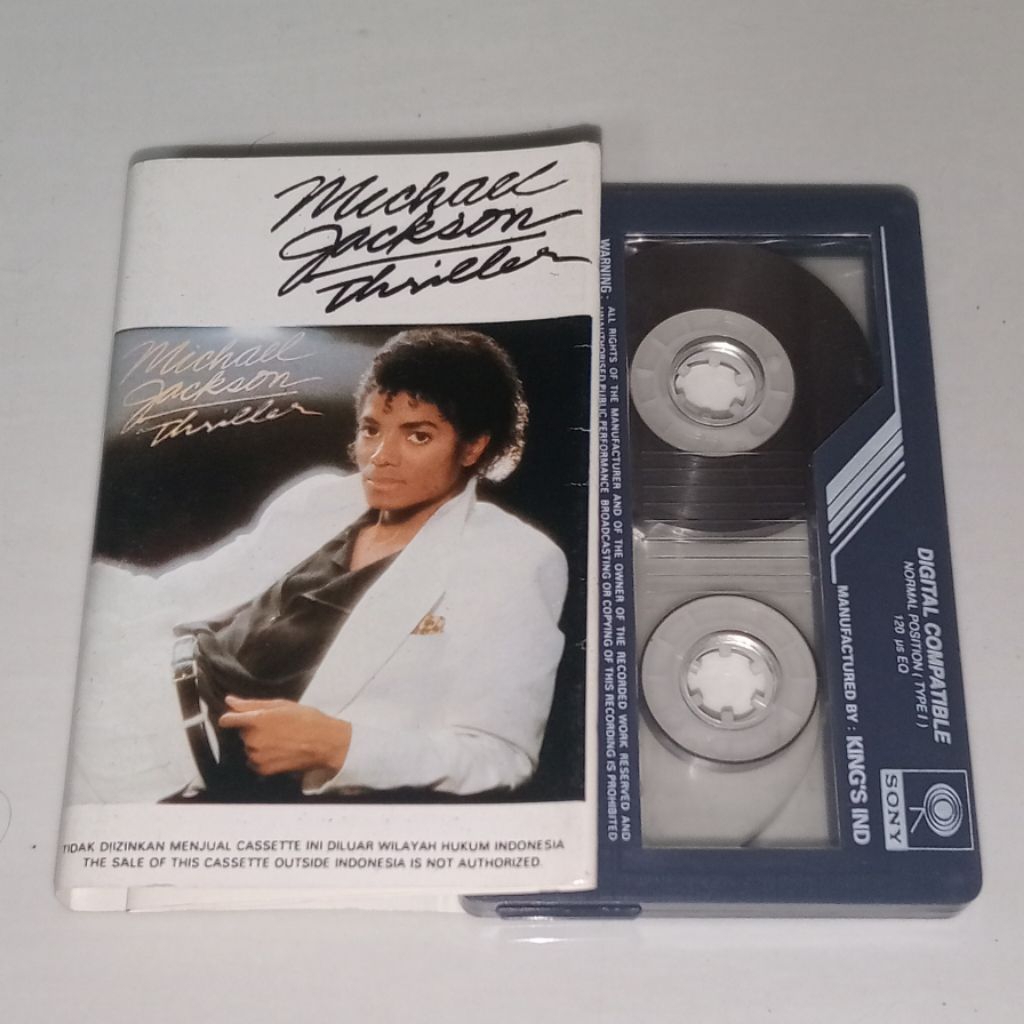 Michael
Jackson
Thriller
Michael
Jackson
Thriller
TIDAK DIIZINKAN MENJUAL CASSETTE INI DILUAR WILAYAH HUKUM INDONESIA
THE SALE OF THIS CASSETTE OUTSIDE INDONESIA IS NOT AUTHORIZED.
WARNING: ALL RIGHTS OF THE MANUFACTURER AND OF THE OWNER OF THE RECORDED WORK RESERVED AND
UNAUTHORISED PUBLIC PERFORMANCE BROADCASTING OR COPYING OF THIS RECORDING IS PROHIBITED
DIGITAL COMPATIBLE
NORMAL POSITION (TYPE I)
120 µs EQ
MANUFACTURED BY : KING'S IND
SONY